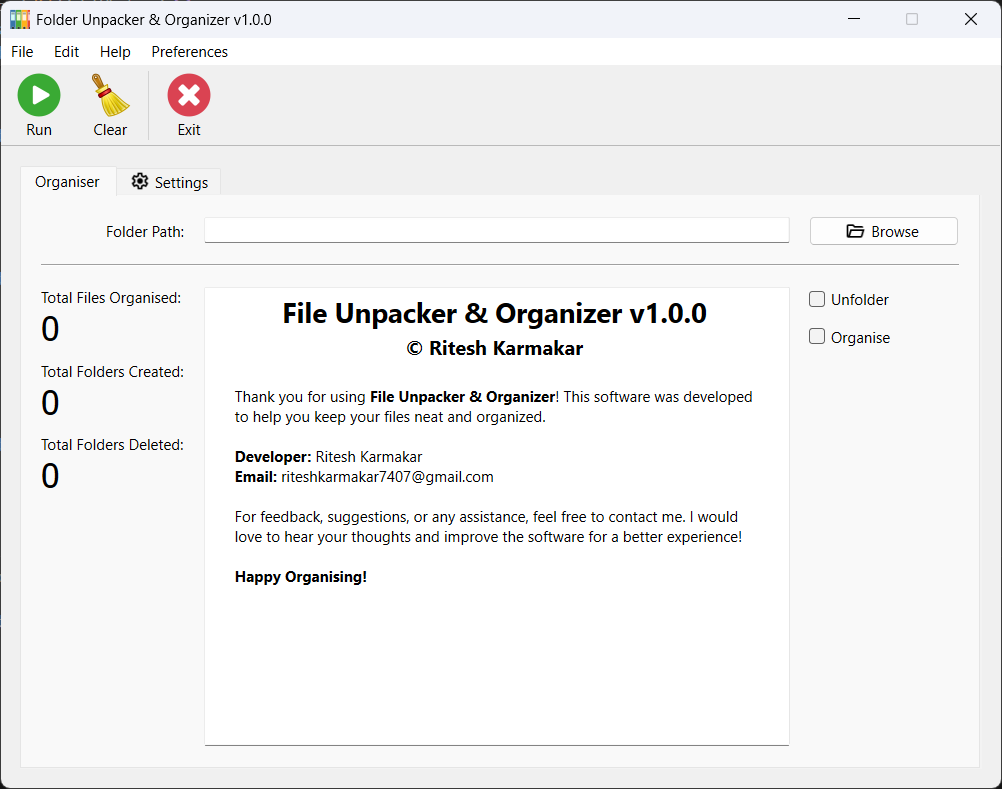 Folder Unpacker & Organizer v1.0.0
File Edit Help Preferences
Run Clear Exit
Organiser Settings
Folder Path: Browse
Total Files Organised:
0
Total Folders Created:
0
Total Folders Deleted:
0
File Unpacker & Organizer v1.0.0
© Ritesh Karmakar
Thank you for using File Unpacker & Organizer! This software was developed
to help you keep your files neat and organized.
Developer: Ritesh Karmakar
Email: riteshkarmakar7407@gmail.com
For feedback, suggestions, or any assistance, feel free to contact me. I would
love to hear your thoughts and improve the software for a better experience!
Happy Organising!
Unfolder
Organise